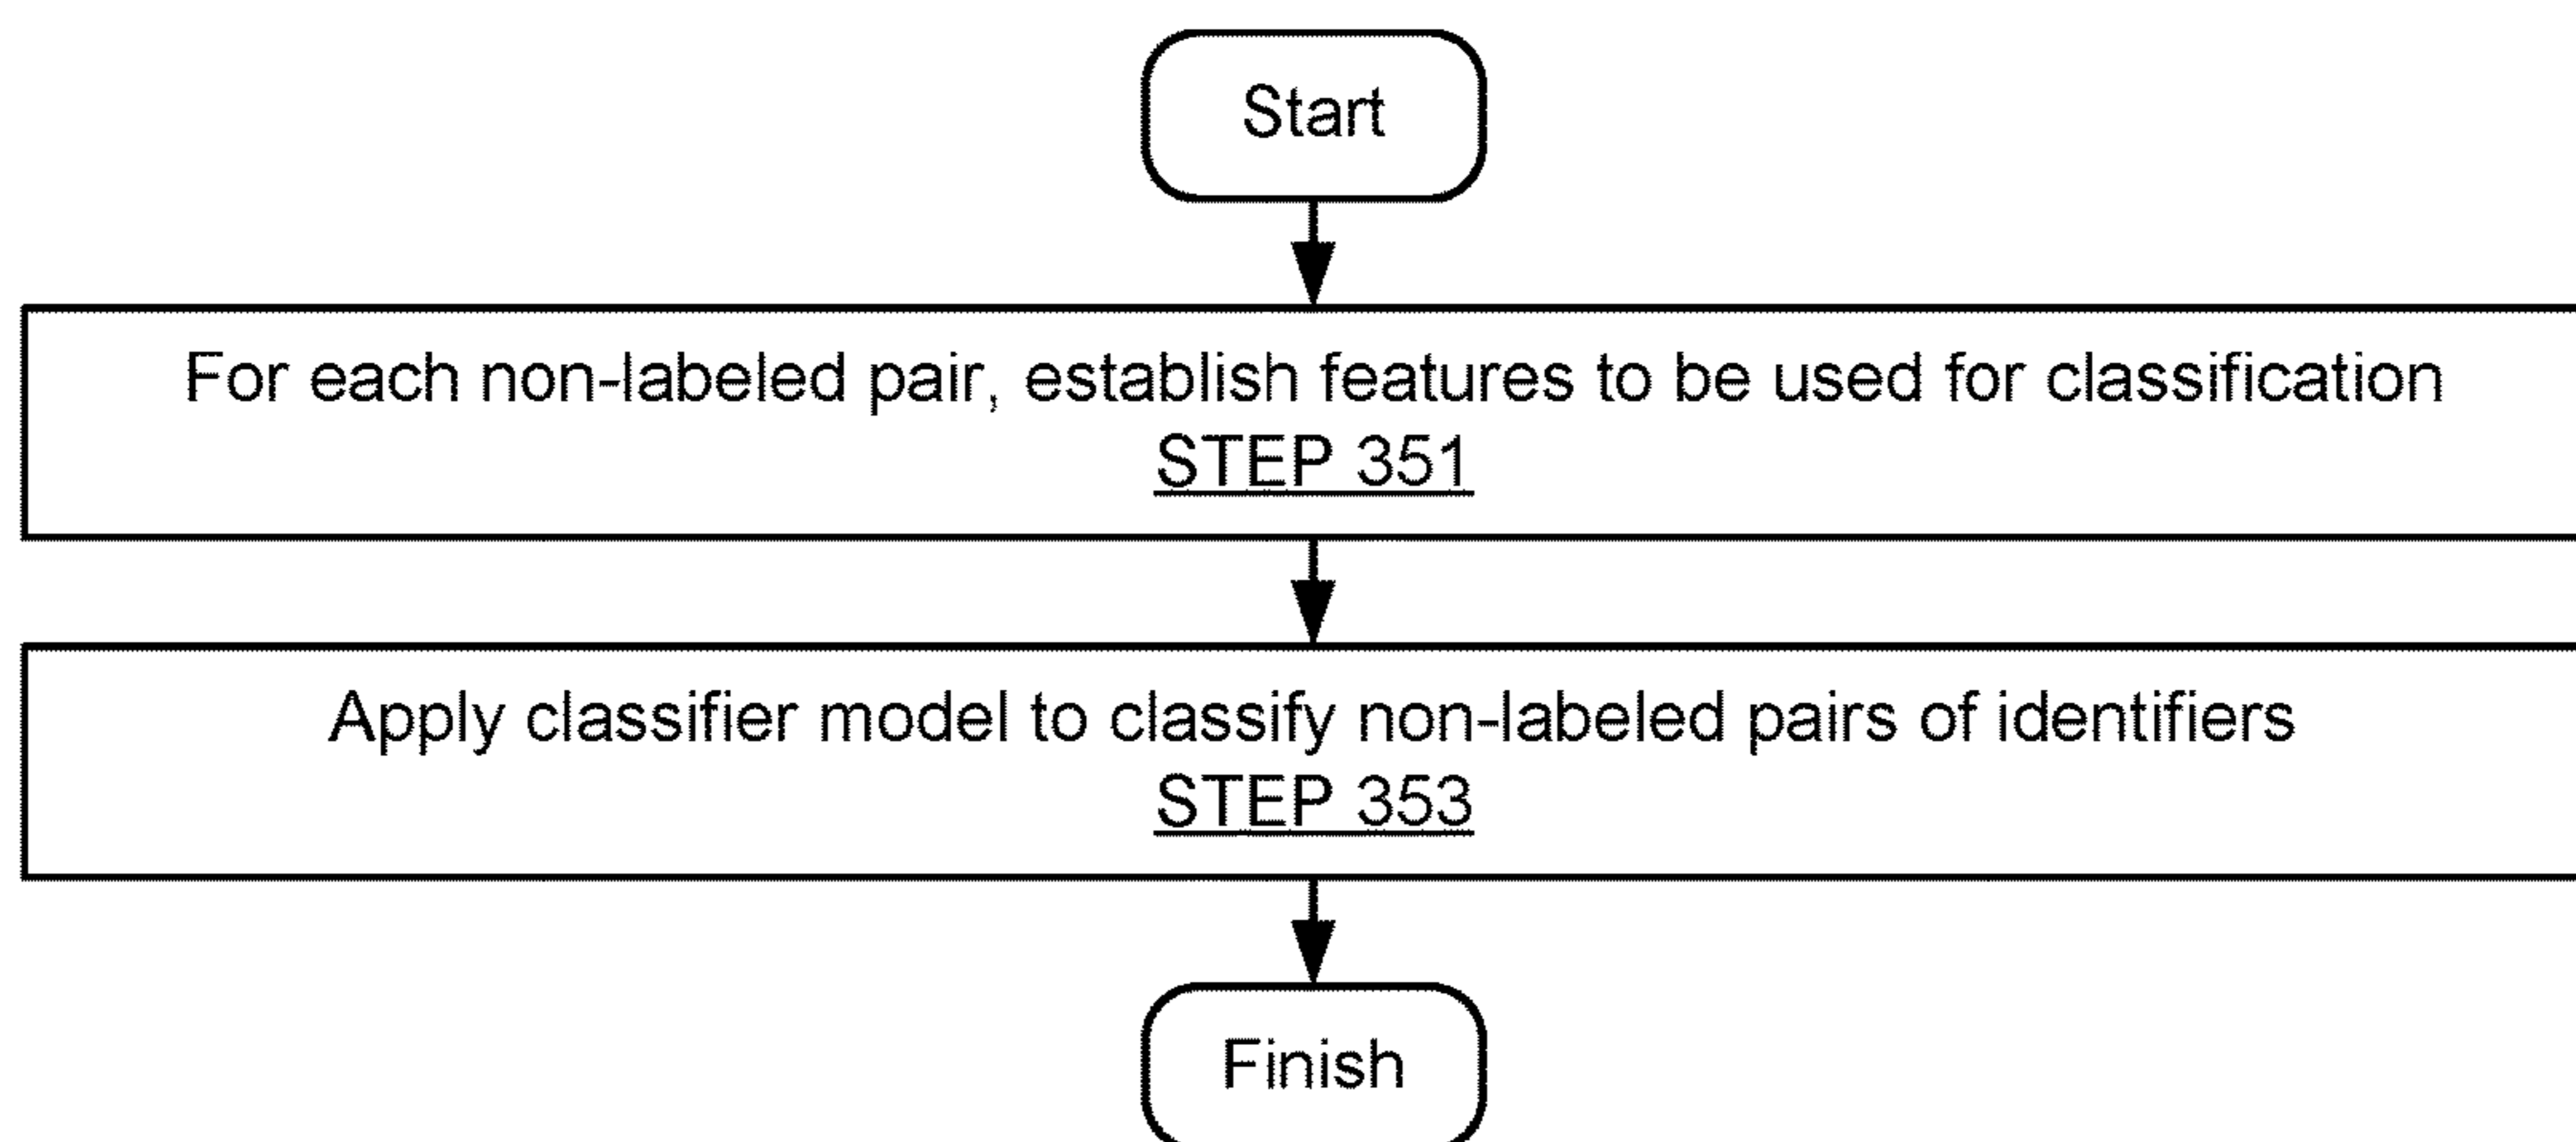 Start
For each non-labeled pair, establish features to be used for classification
STEP 351
Apply classifier model to classify non-labeled pairs of identifiers
STEP 353
Finish